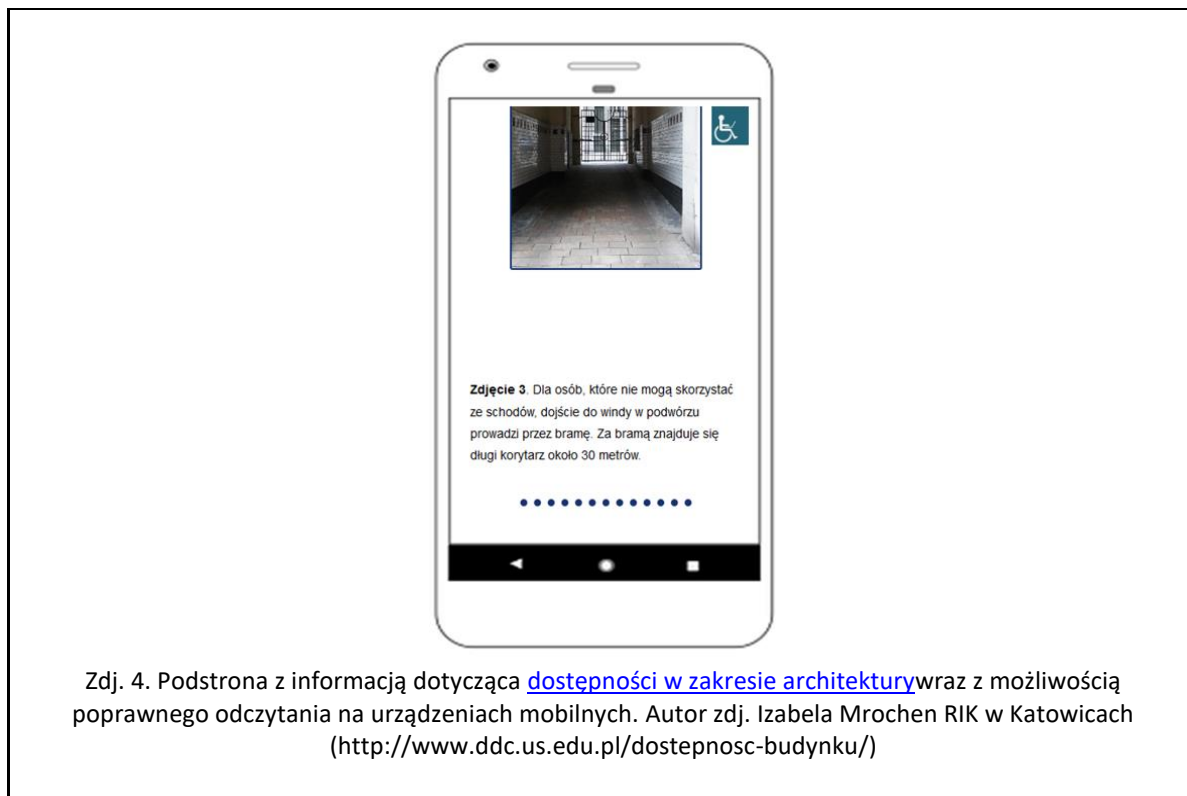 Zdjęcie 3. Dla osób, które nie mogą skorzystać
ze schodów, dojście do windy w podwórzu
prowadzi przez bramę. Za bramą znajduje się
długi korytarz około 30 metrów.
Zdj. 4. Podstrona z informacją dotycząca dostępności w zakresie architekturywraz z możliwością
poprawnego odczytania na urządzeniach mobilnych. Autor zdj. Izabela Mrochen RIK w Katowicach
(http://www.ddc.us.edu.pl/dostepnosc-budynku/)